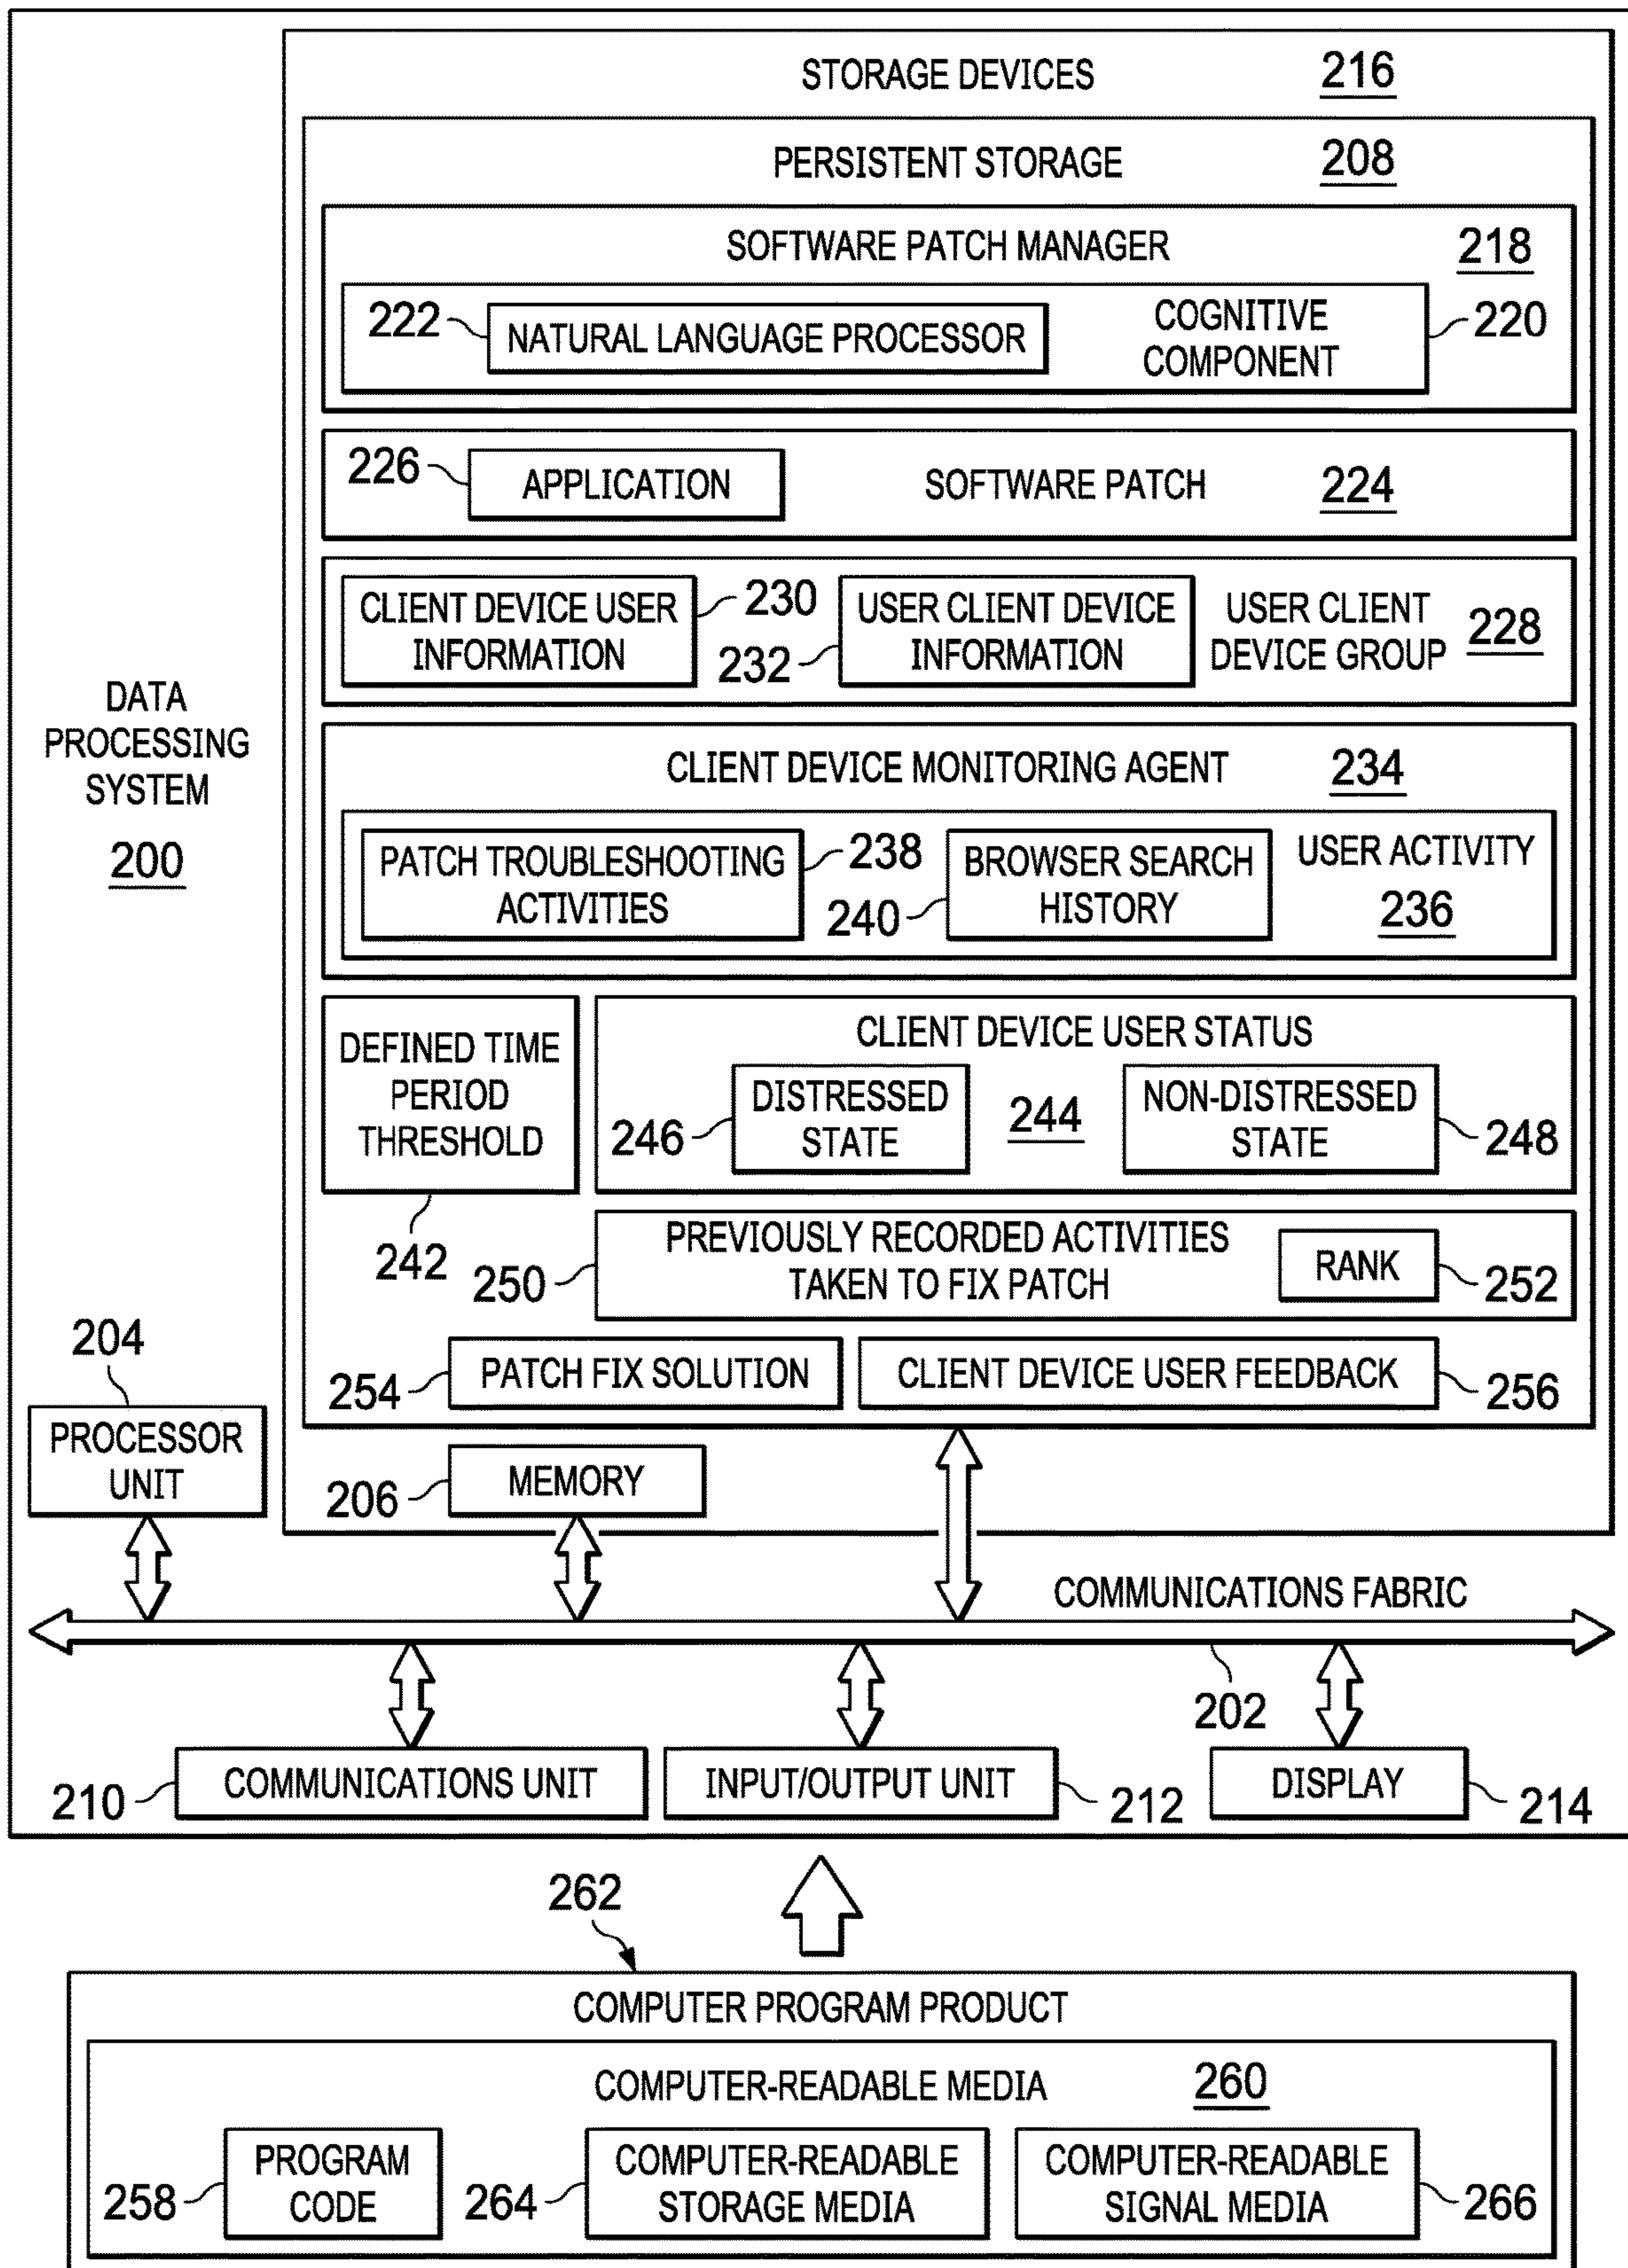 STORAGE DEVICES 216
PERSISTENT STORAGE 208
SOFTWARE PATCH MANAGER 218
222 NATURAL LANGUAGE PROCESSOR
COGNITIVE
COMPONENT
220
226 APPLICATION
SOFTWARE PATCH 224
CLIENT DEVICE USER
INFORMATION
230
232
USER CLIENT DEVICE
INFORMATION
USER CLIENT
DEVICE GROUP
228
DATA
PROCESSING
SYSTEM
200
CLIENT DEVICE MONITORING AGENT 234
PATCH TROUBLESHOOTING
ACTIVITIES
238
240
BROWSER SEARCH
HISTORY
USER ACTIVITY
236
DEFINED TIME
PERIOD
THRESHOLD
242
CLIENT DEVICE USER STATUS
246
DISTRESSED
STATE
244
NON-DISTRESSED
STATE
248
250
PREVIOUSLY RECORDED ACTIVITIES
TAKEN TO FIX PATCH
RANK
252
254 PATCH FIX SOLUTION
CLIENT DEVICE USER FEEDBACK 256
204
PROCESSOR
UNIT
206 MEMORY
COMMUNICATIONS FABRIC
202
210 COMMUNICATIONS UNIT
INPUT/OUTPUT UNIT 212
DISPLAY 214
262
COMPUTER PROGRAM PRODUCT
COMPUTER-READABLE MEDIA 260
258
PROGRAM
CODE
264
COMPUTER-READABLE
STORAGE MEDIA
COMPUTER-READABLE
SIGNAL MEDIA
266